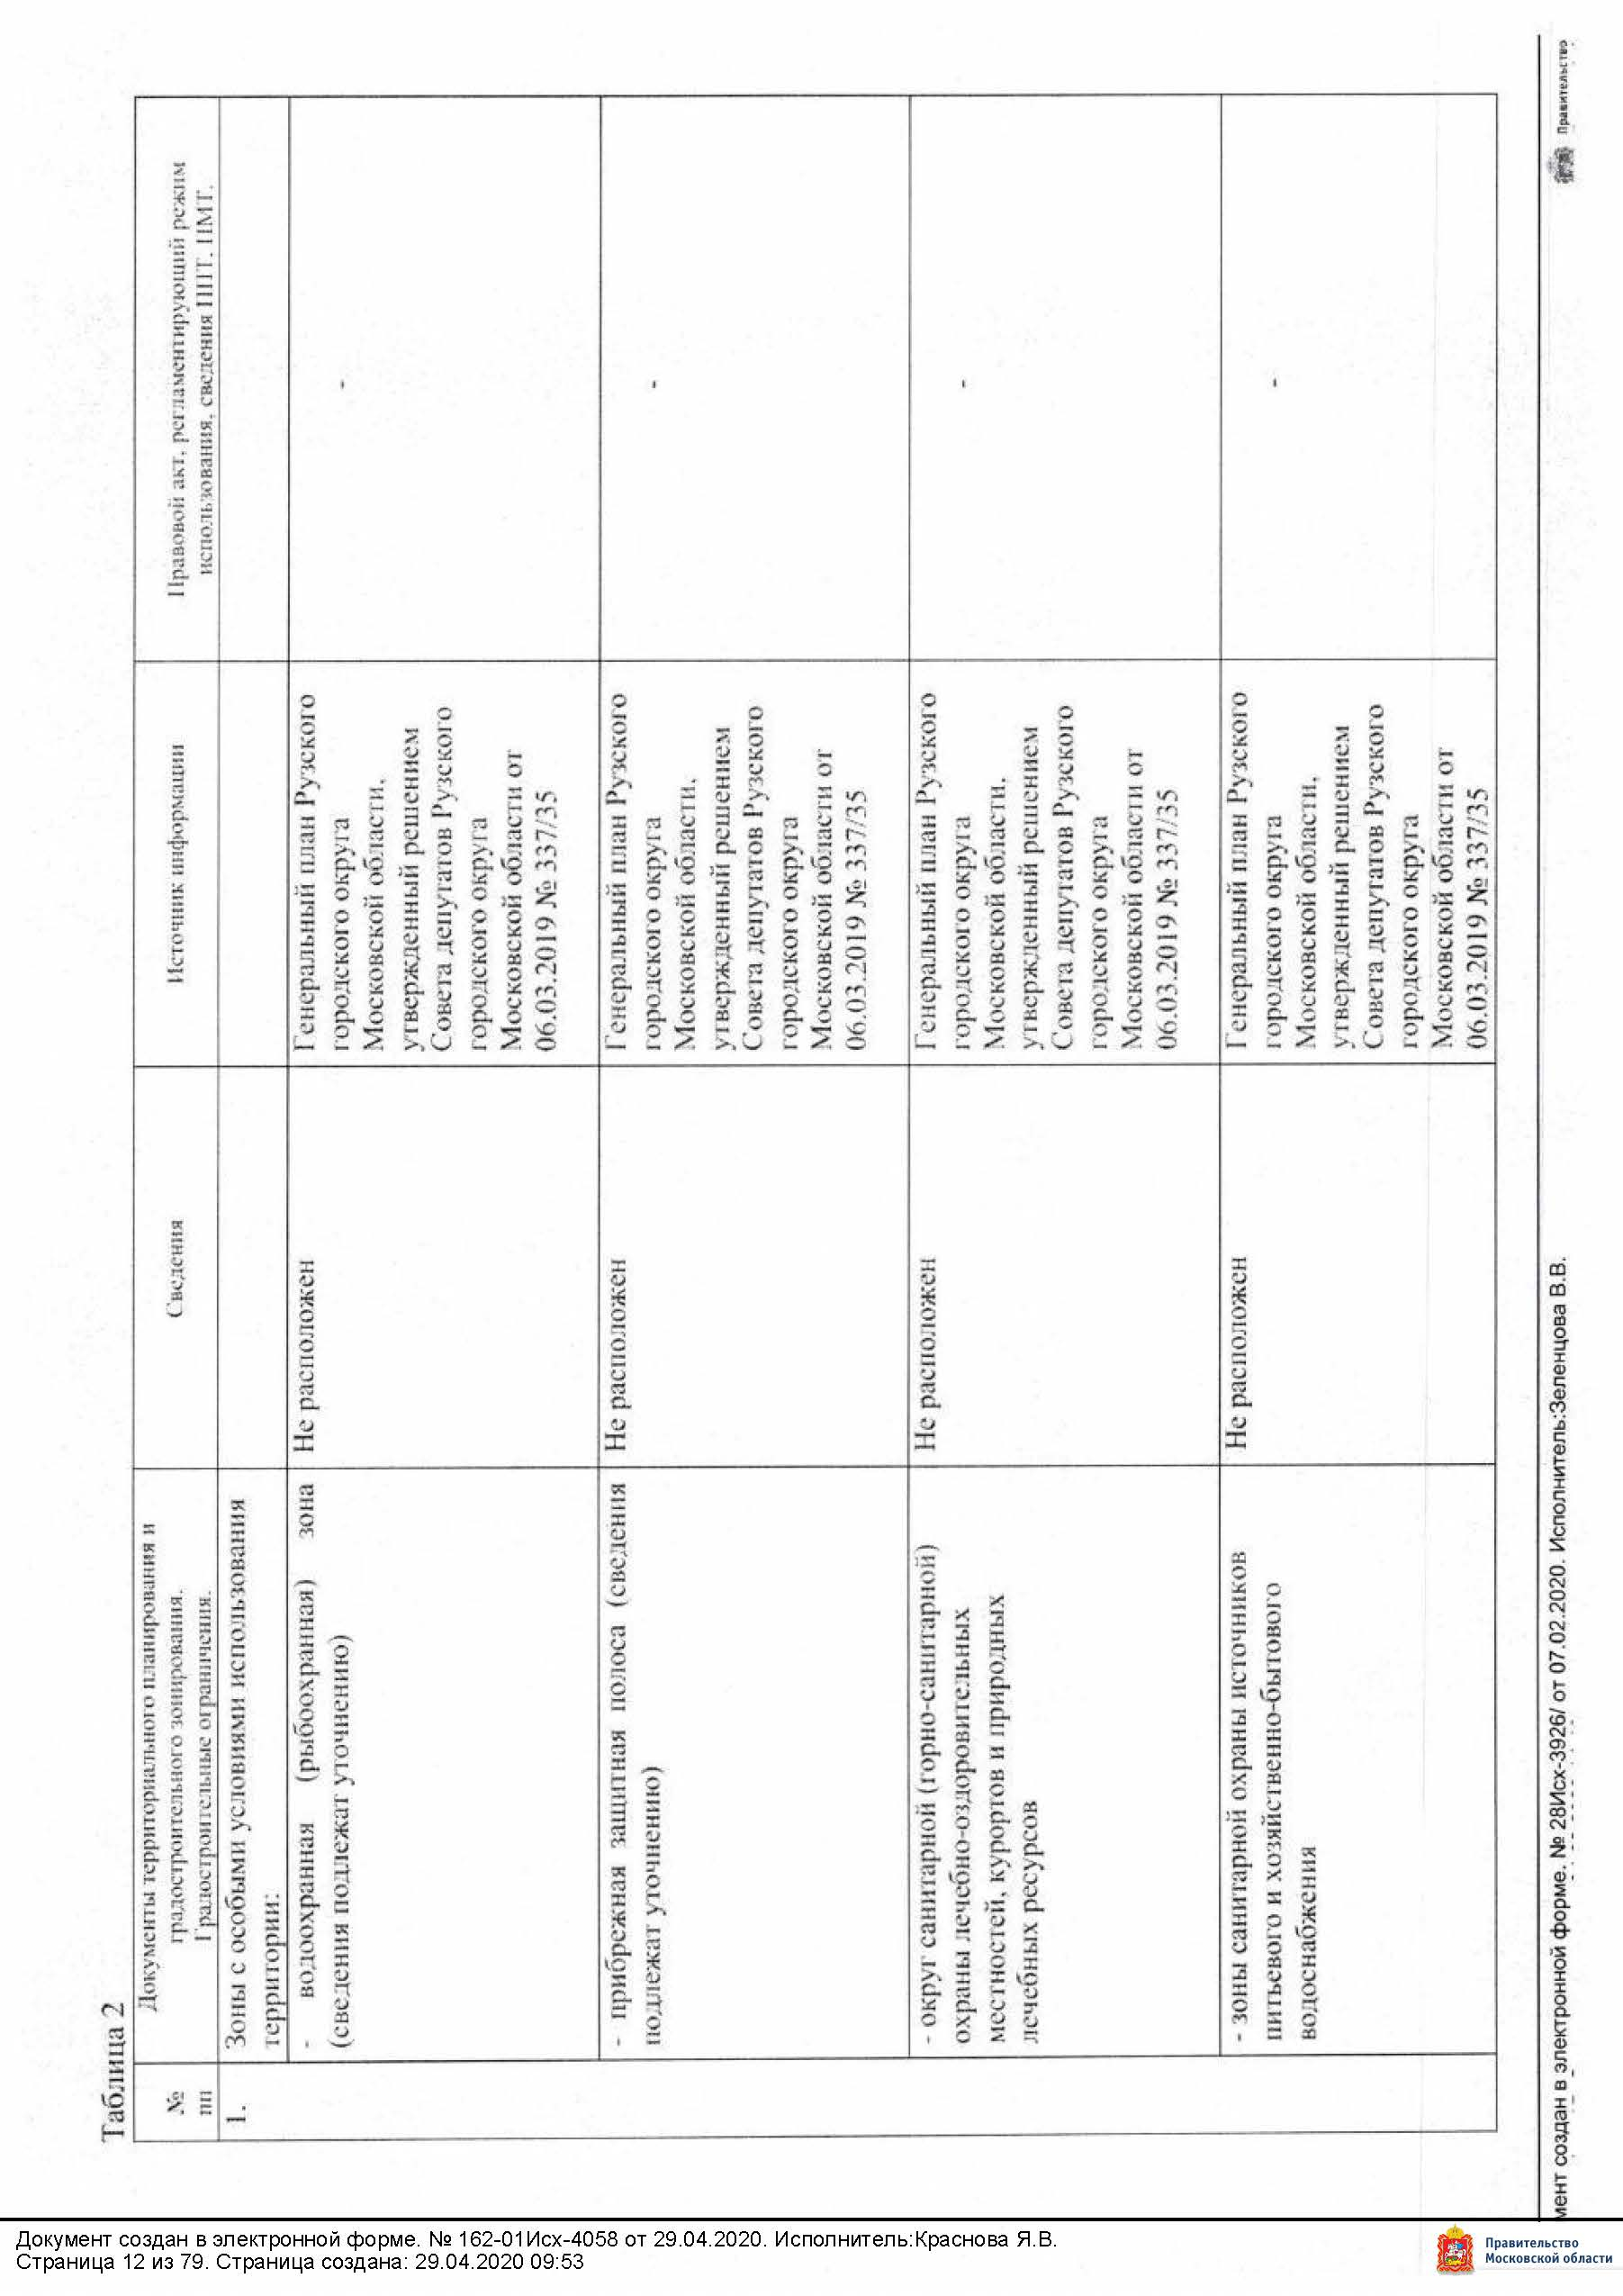 Таблица 2
№
пп
Документы территориального планирования и
градостроительного зонирования.
Градостроительные ограничения.
Сведения
Источник информации
Правовой акт, регламентирующий режим
использования, сведения ППТ, ПМТ.
1.
Зоны с особыми условиями использования
территории:
- водоохранная (рыбоохранная) зона
(сведения подлежат уточнению)
Не расположен
Генеральный план Рузского
городского округа
Московской области,
утвержденный решением
Совета депутатов Рузского
городского округа
Московской области от
06.03.2019 № 337/35
-
- прибрежная защитная полоса (сведения
подлежат уточнению)
Не расположен
Генеральный план Рузского
городского округа
Московской области,
утвержденный решением
Совета депутатов Рузского
городского округа
Московской области от
06.03.2019 № 337/35
-
- округ санитарной (горно-санитарной)
охраны лечебно-оздоровительных
местностей, курортов и природных
лечебных ресурсов
Не расположен
Генеральный план Рузского
городского округа
Московской области,
утвержденный решением
Совета депутатов Рузского
городского округа
Московской области от
06.03.2019 № 337/35
-
- зоны санитарной охраны источников
питьевого и хозяйственно-бытового
водоснабжения
Не расположен
Генеральный план Рузского
городского округа
Московской области,
утвержденный решением
Совета депутатов Рузского
городского округа
Московской области от
06.03.2019 № 337/35
-
мент создан в электронной форме. № 28Исх-3926/ от 07.02.2020. Исполнитель:Зеленцова В.В.
Правительство
Документ создан в электронной форме. № 162-01Исх-4058 от 29.04.2020. Исполнитель:Краснова Я.В.
Страница 12 из 79. Страница создана: 29.04.2020 09:53
Правительство
Московской области